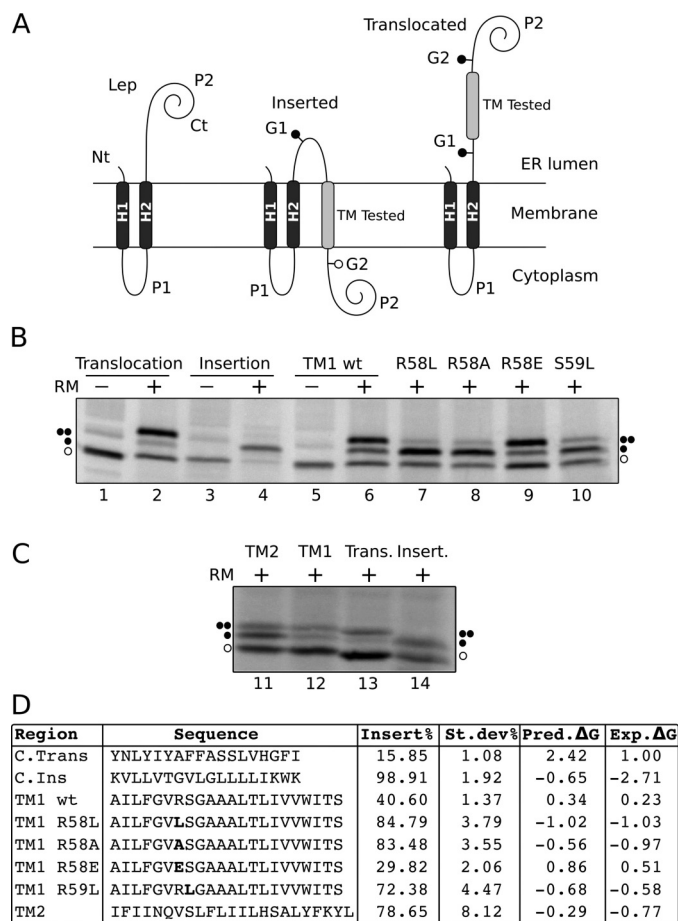 A
Lep
P2
Ct
Nt
H1
H2
P1
Inserted
G1
H1
H2
TM Tested
G2
P1
P2
Translocated
G2
P2
TM Tested
G1
H1
H2
P1
ER lumen
Membrane
Cytoplasm
B
Translocation Insertion TM1 wt R58L R58A R58E S59L
RM − + − + − + + + + +
1 2 3 4 5 6 7 8 9 10
C
TM2 TM1 Trans. Insert.
RM + + + +
11 12 13 14
D
Region Sequence Insert% St.dev% Pred.ΔG Exp.ΔG
C.Trans YNLYIYAFFASSLVHGFI 15.85 1.08 2.42 1.00
C.Ins KVLLVTGVLGLLLLIKWK 98.91 1.92 −0.65 −2.71
TM1 wt AILFGVRSGAAALTLIVVWITS 40.60 1.37 0.34 0.23
TM1 R58L AILFGVLSGAAALTLIVVWITS 84.79 3.79 −1.02 −1.03
TM1 R58A AILFGVASGAAALTLIVVWITS 83.48 3.55 −0.56 −0.97
TM1 R58E AILFGVESGAAALTLIVVWITS 29.82 2.06 0.86 0.51
TM1 R59L AILFGVRLGAAALTLIVVWITS 72.38 4.47 −0.68 −0.58
TM2 IFIINQVSLFLIILHSALYFKYL 78.65 8.12 −0.29 −0.77